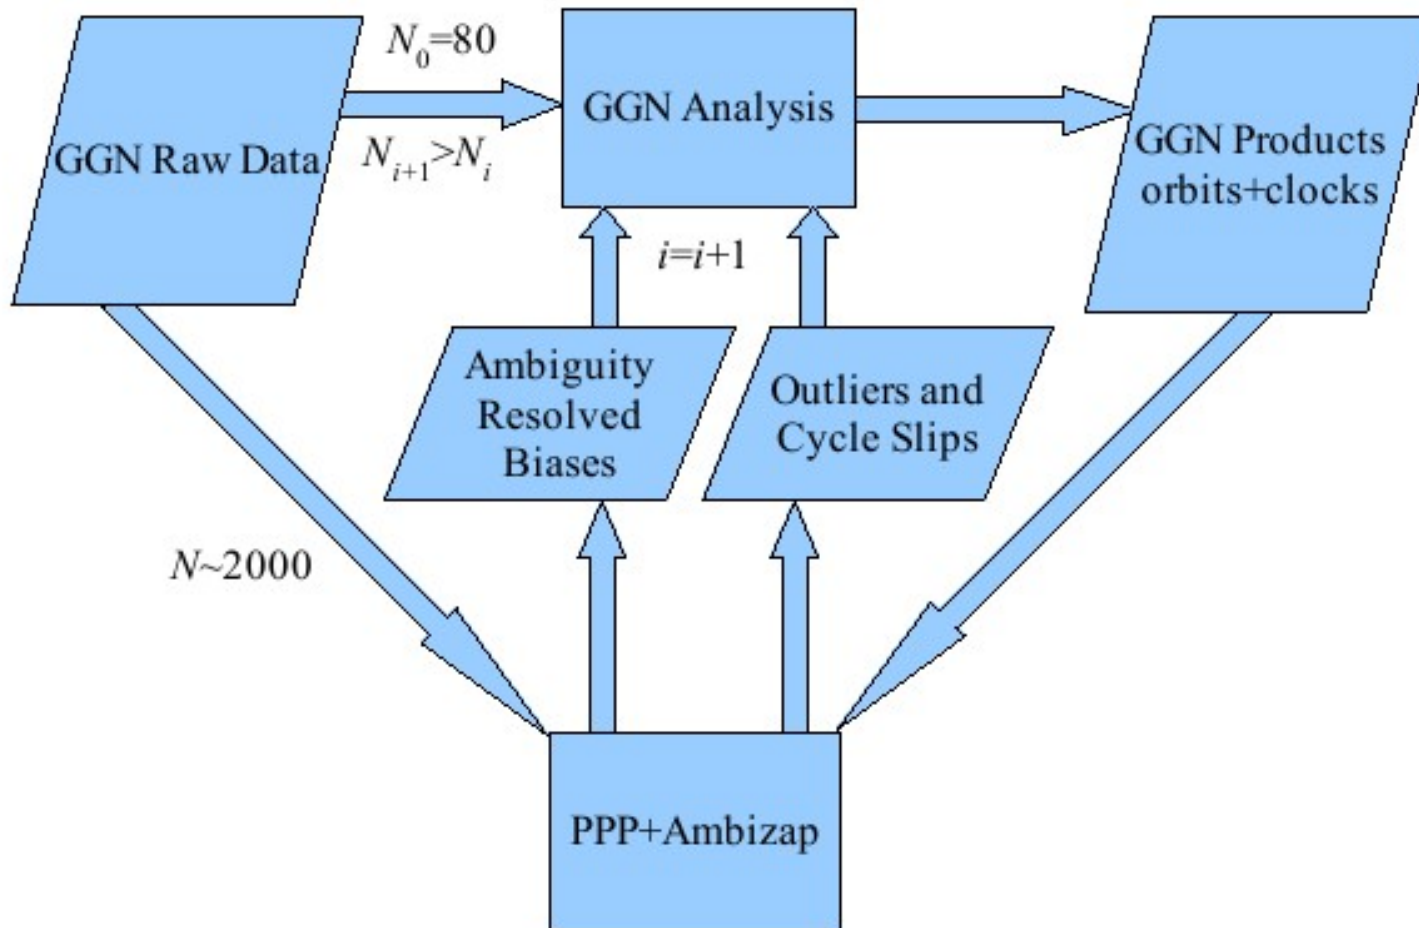 N₀=80
GGN Raw Data
Nᵢ₊₁>Nᵢ
GGN Analysis
GGN Products
orbits+clocks
i=i+1
Ambiguity
Resolved
Biases
Outliers and
Cycle Slips
N~2000
PPP+Ambizap